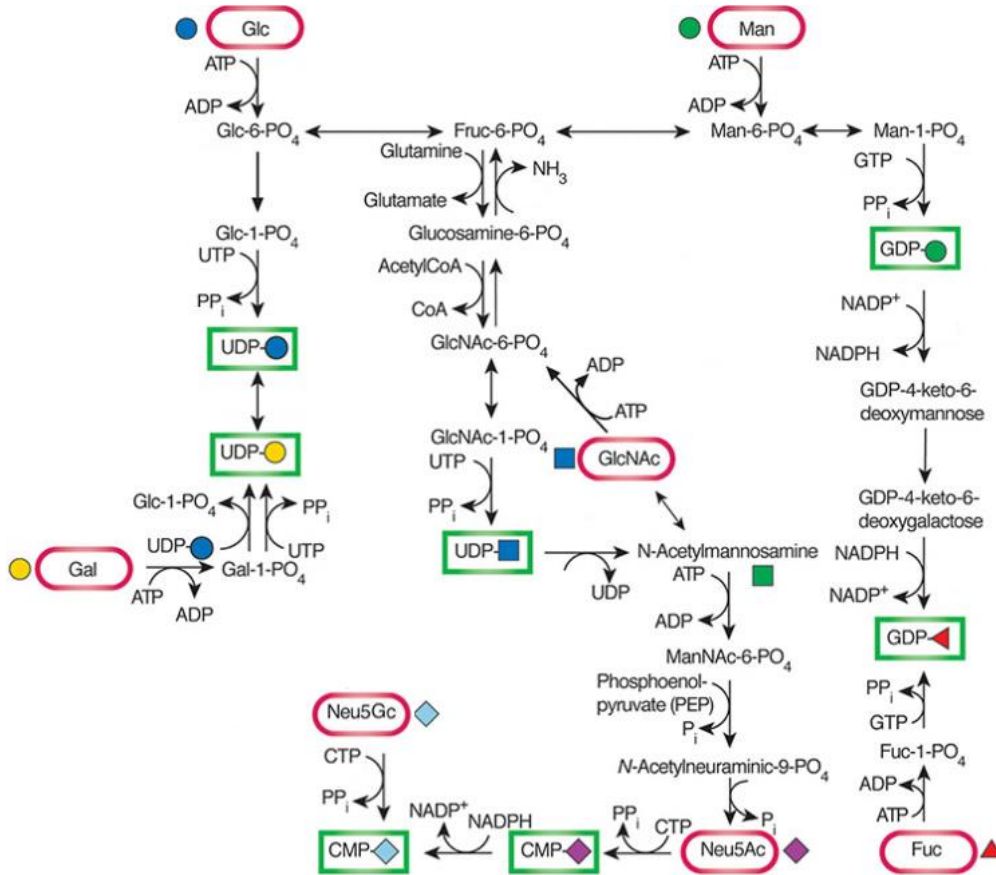 Glc
Man
ATP
ADP
ATP
ADP
Glc-6-PO4
Fruc-6-PO4
Man-6-PO4
Man-1-PO4
Glutamine
Glutamate
NH3
GTP
PPi
Glc-1-PO4
Glucosamine-6-PO4
GDP-
UTP
PPi
AcetylCoA
CoA
NADP+
NADPH
UDP-
GlcNAc-6-PO4
ADP
ATP
GDP-4-keto-6-
deoxymannose
UDP-
GlcNAc-1-PO4
GlcNAc
UTP
PPi
Glc-1-PO4
PPi
GDP-4-keto-6-
deoxygalactose
UDP-
UTP
UDP-
N-Acetylmannosamine
NADPH
NADP+
Gal
Gal-1-PO4
ATP
ADP
UDP
ATP
ADP
GDP-
ManNAc-6-PO4
Phosphoenol-
pyruvate (PEP)
Pi
PPi
GTP
Neu5Gc
Fuc-1-PO4
CTP
PPi
N-Acetylneuraminic-9-PO4
ADP
ATP
NADP+
NADPH
PPi
CTP
Pi
CMP-
CMP-
Neu5Ac
Fuc